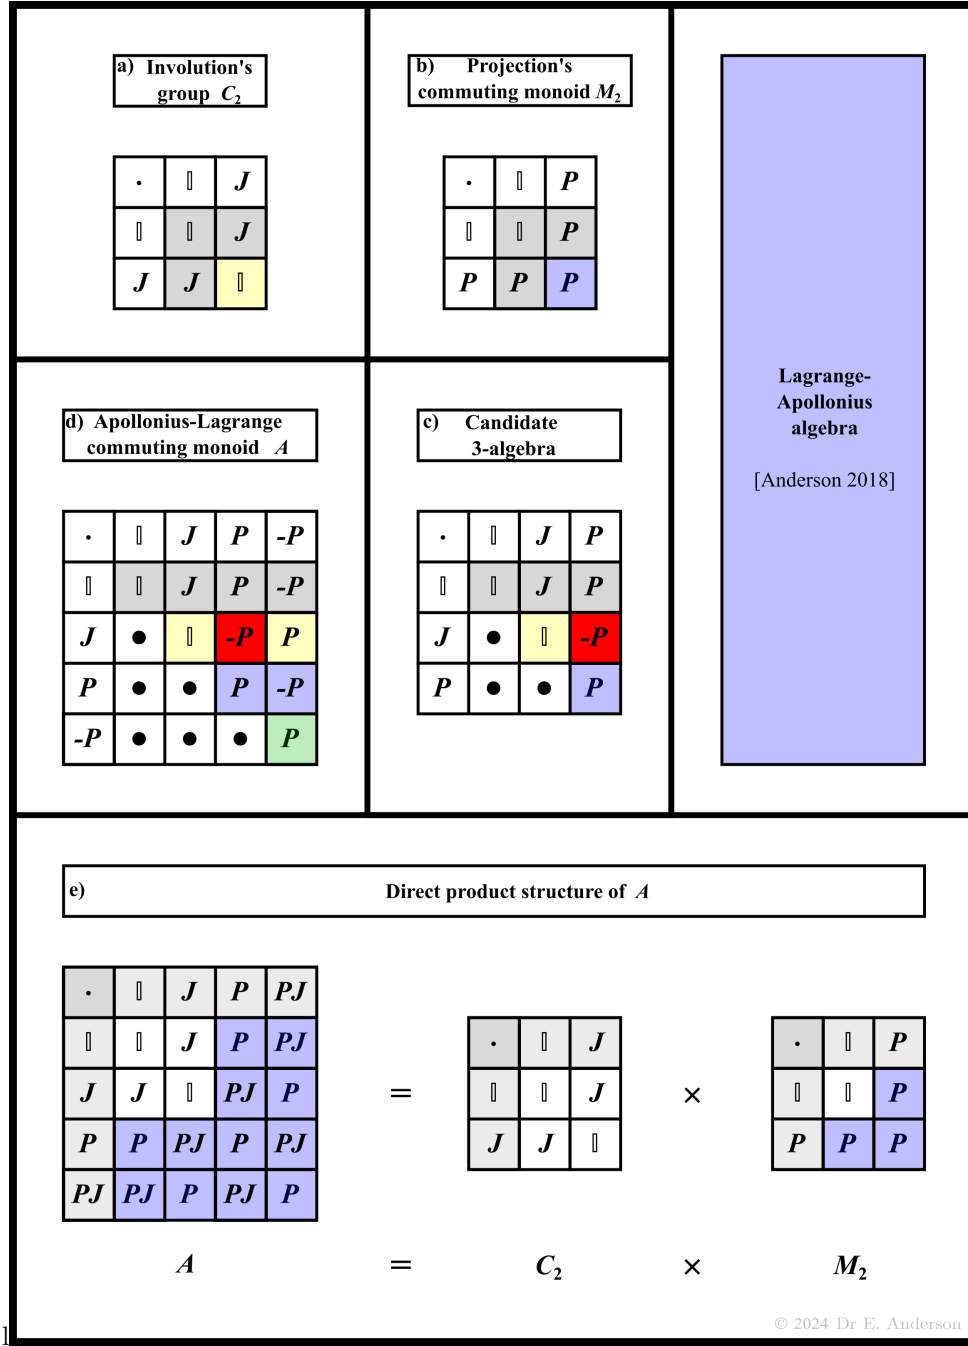 a) Involution's
group C₂
· 𝕀 J
𝕀 𝕀 J
J J 𝕀
b) Projection's
commuting monoid M₂
· 𝕀 P
𝕀 𝕀 P
P P P
Lagrange-
Apollonius
algebra
[Anderson 2018]
d) Apollonius-Lagrange
commuting monoid A
· 𝕀 J P -P
𝕀 𝕀 J P -P
J ● 𝕀 -P P
P ● ● P -P
-P ● ● ● P
c) Candidate
3-algebra
· 𝕀 J P
𝕀 𝕀 J P
J ● 𝕀 -P
P ● ● P
e) Direct product structure of A
· 𝕀 J P PJ
𝕀 𝕀 J P PJ
J J 𝕀 PJ P
P P PJ P PJ
PJ PJ P PJ P
=
· 𝕀 J
𝕀 𝕀 J
J J 𝕀
×
· 𝕀 P
𝕀 𝕀 P
P P P
A = C₂ × M₂
© 2024 Dr E. Anderson
l